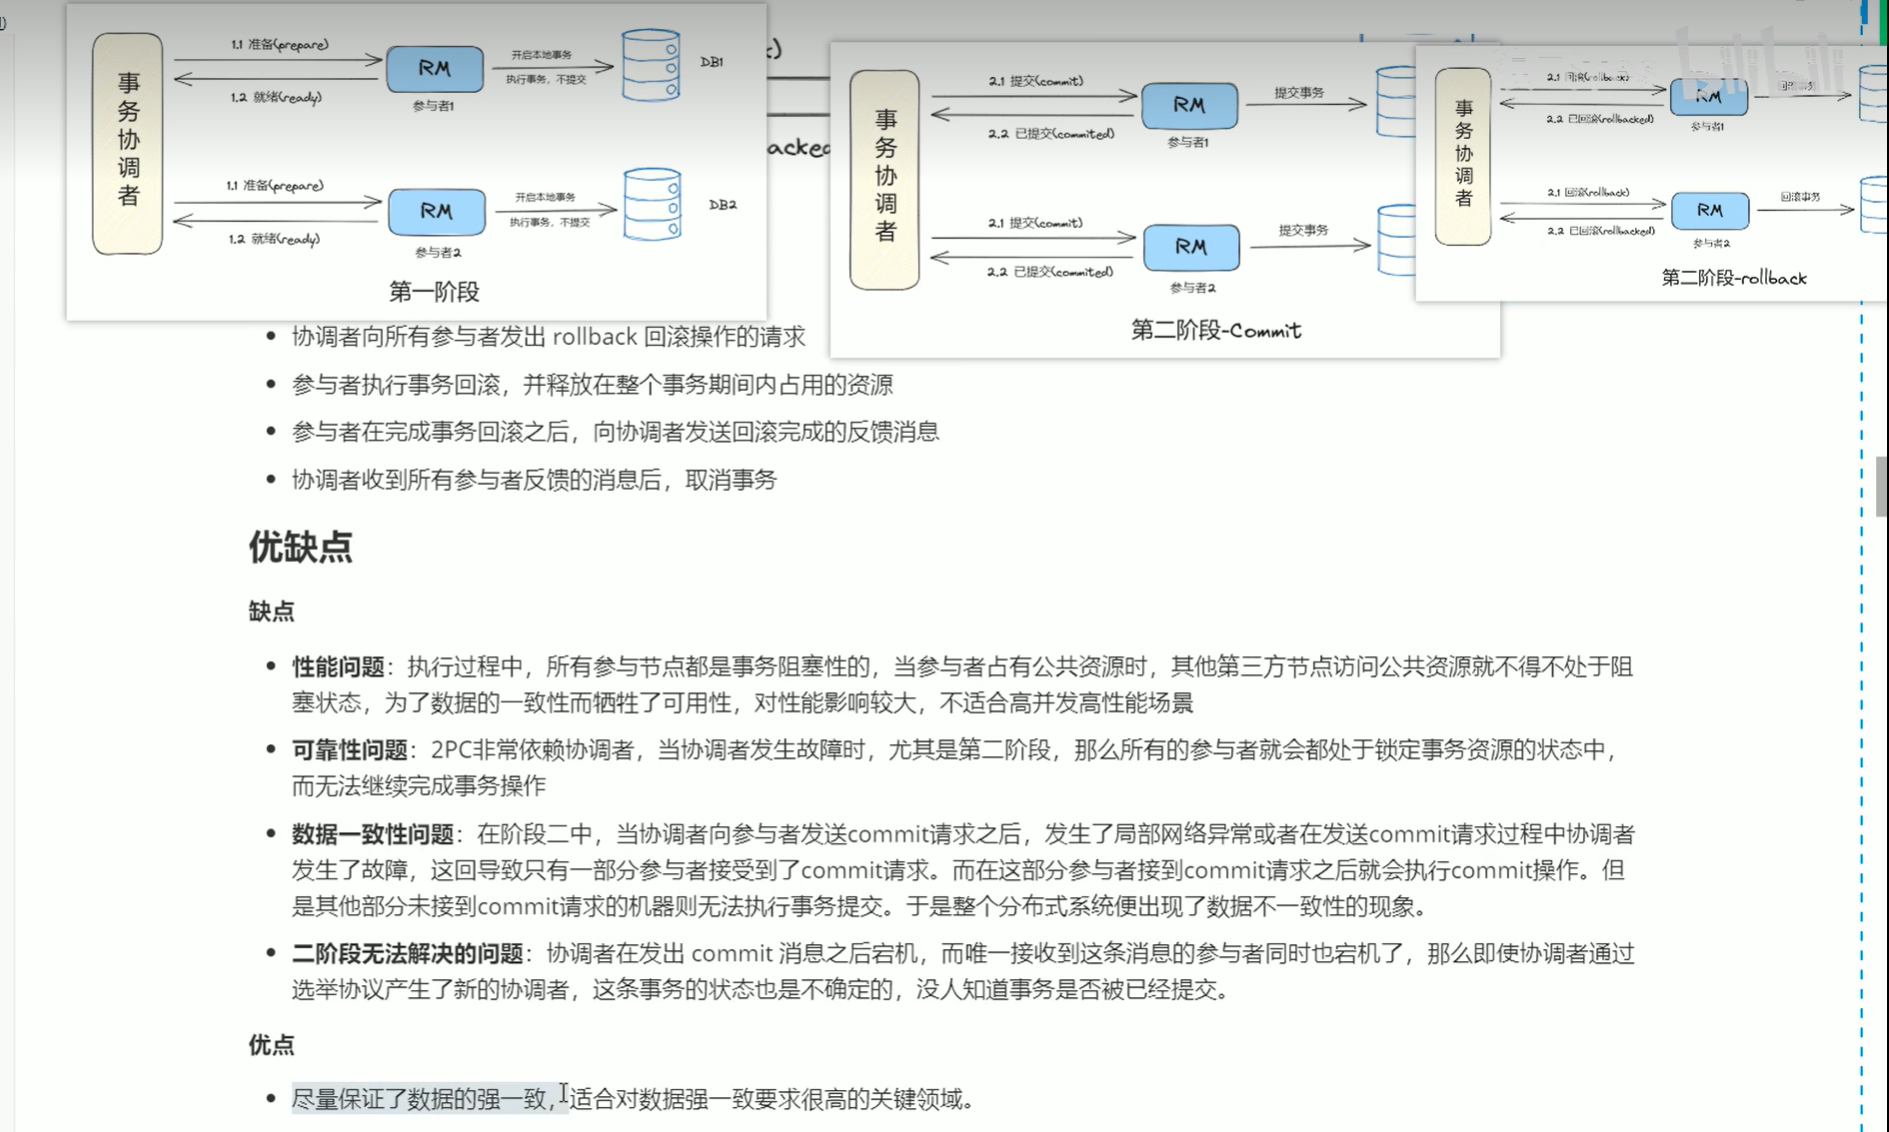 事务协调者
1.1 准备(prepare)
1.2 就绪(ready)
RM
参与者1
开启本地事务
执行事务，不提交
DB1
1.1 准备(prepare)
1.2 就绪(ready)
RM
参与者2
开启本地事务
执行事务，不提交
DB2
第一阶段
事务协调者
2.1 提交(commit)
2.2 已提交(commited)
RM
参与者1
提交事务
2.1 提交(commit)
2.2 已提交(commited)
RM
参与者2
提交事务
第二阶段-Commit
事务协调者
2.1 回滚(rollback)
2.2 已回滚(rollbacked)
RM
参与者1
回滚事务
2.1 回滚(rollback)
2.2 已回滚(rollbacked)
RM
参与者2
回滚事务
第二阶段-rollback
acked
协调者向所有参与者发出 rollback 回滚操作的请求
参与者执行事务回滚，并释放在整个事务期间内占用的资源
参与者在完成事务回滚之后，向协调者发送回滚完成的反馈消息
协调者收到所有参与者反馈的消息后，取消事务
优缺点
缺点
性能问题：执行过程中，所有参与节点都是事务阻塞性的，当参与者占有公共资源时，其他第三方节点访问公共资源就不得不处于阻
塞状态，为了数据的一致性而牺牲了可用性，对性能影响较大，不适合高并发高性能场景
可靠性问题：2PC非常依赖协调者，当协调者发生故障时，尤其是第二阶段，那么所有的参与者就会都处于锁定事务资源的状态中，
而无法继续完成事务操作
数据一致性问题：在阶段二中，当协调者向参与者发送commit请求之后，发生了局部网络异常或者在发送commit请求过程中协调者
发生了故障，这回导致只有一部分参与者接受到了commit请求。而在这部分参与者接到commit请求之后就会执行commit操作。但
是其他部分未接到commit请求的机器则无法执行事务提交。于是整个分布式系统便出现了数据不一致性的现象。
二阶段无法解决的问题：协调者在发出 commit 消息之后宕机，而唯一接收到这条消息的参与者同时也宕机了，那么即使协调者通过
选举协议产生了新的协调者，这条事务的状态也是不确定的，没人知道事务是否被已经提交。
优点
尽量保证了数据的强一致，适合对数据强一致要求很高的关键领域。